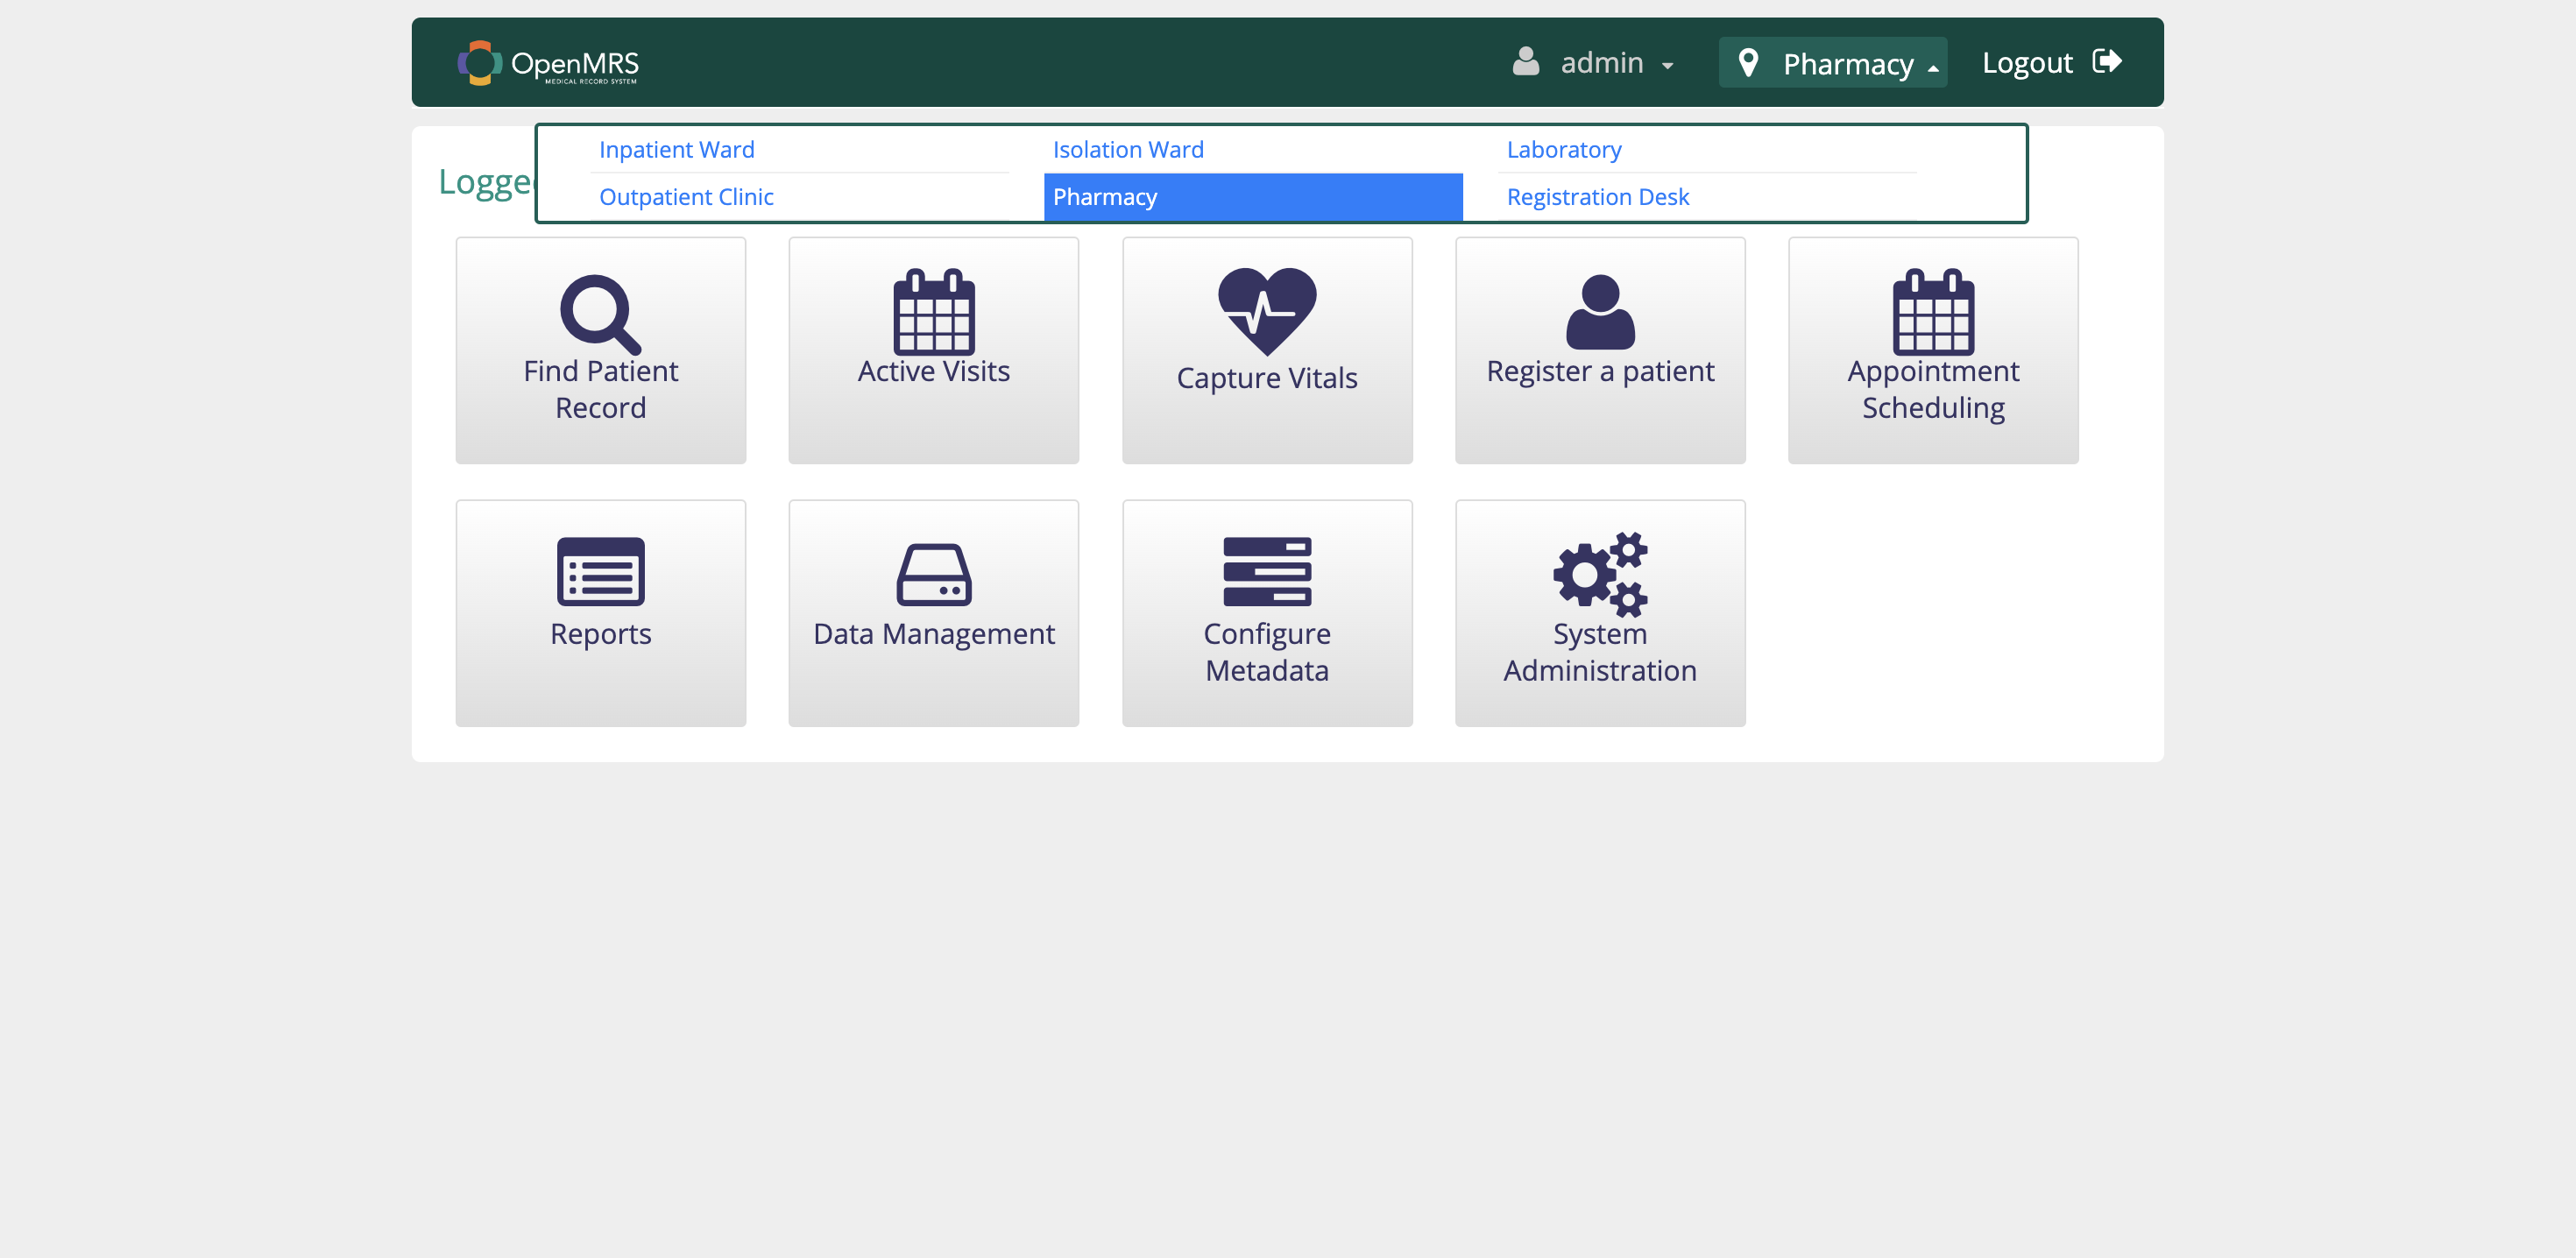 OpenMRS
MEDICAL RECORD SYSTEM
admin
Pharmacy
Logout
Inpatient Ward
Isolation Ward
Laboratory
Outpatient Clinic
Pharmacy
Registration Desk
Find Patient
Record
Active Visits
Capture Vitals
Register a patient
Appointment
Scheduling
Reports
Data Management
Configure
Metadata
System
Administration